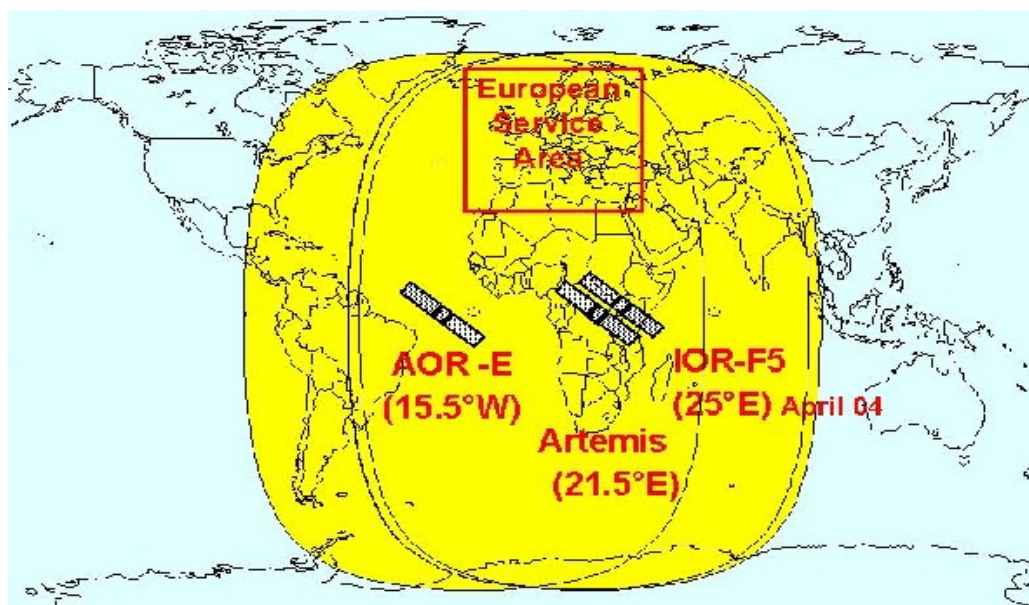 European
Service
Area
AOR -E
(15.5°W)
IOR-F5
(25°E) April 04
Artemis
(21.5°E)